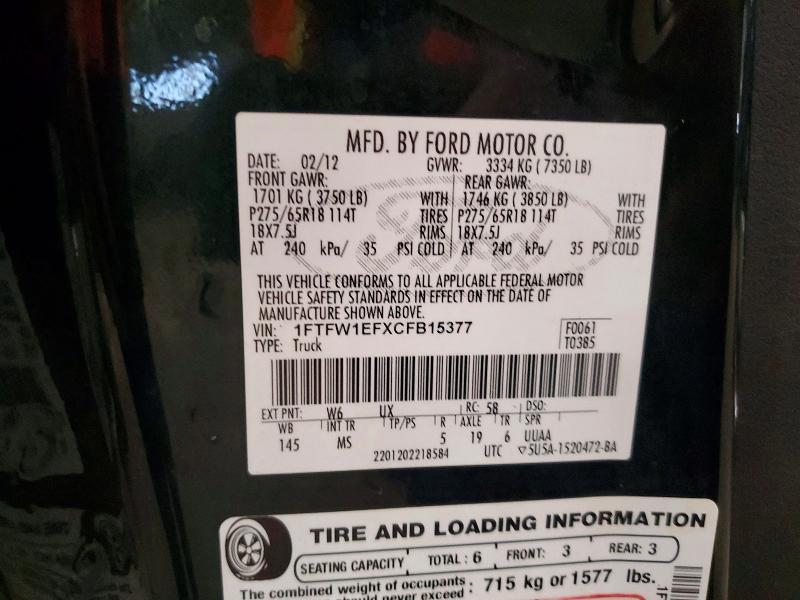 MFD. BY FORD MOTOR CO.
DATE: 02/12 GVWR: 3334 KG ( 7350 LB)
FRONT GAWR: REAR GAWR:
1701 KG ( 3750 LB) WITH 1746 KG ( 3850 LB) WITH
P275/65R18 114T TIRES P275/65R18 114T TIRES
18X7.5J RIMS 18X7.5J RIMS
AT 240 kPa/ 35 PSI COLD AT 240 kPa/ 35 PSI COLD
Ford
THIS VEHICLE CONFORMS TO ALL APPLICABLE FEDERAL MOTOR
VEHICLE SAFETY STANDARDS IN EFFECT ON THE DATE OF
MANUFACTURE SHOWN ABOVE.
VIN: 1FTFW1EFXCFB15377 F0061
TYPE: Truck T0385
EXT PNT: W6 UX RC: 58 DSO:
WB INT TR TP/PS R AXLE TR SPR
145 MS 5 19 6 UUAA
2201202218584 UTC ▽5U5A-1520472-BA
TIRE AND LOADING INFORMATION
SEATING CAPACITY TOTAL : 6 FRONT: 3 REAR: 3
The combined weight of occupants : 715 kg or 1577 lbs.
should never exceed :